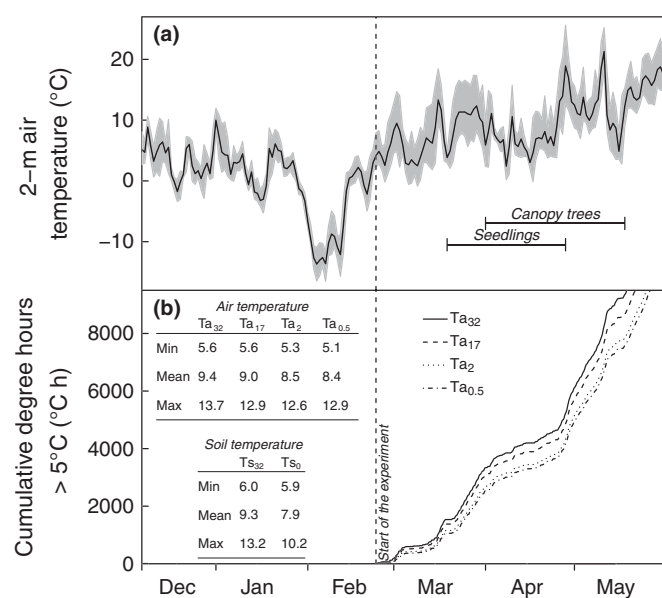 (a)
2−m air
temperature (°C)
20
10
0
−10
Canopy trees
Seedlings
(b)
Cumulative degree hours
> 5°C (°C h)
8000
6000
4000
2000
0
Air temperature
Ta32 Ta17 Ta2 Ta0.5
Min 5.6 5.6 5.3 5.1
Mean 9.4 9.0 8.5 8.4
Max 13.7 12.9 12.6 12.9
Soil temperature
Ts32 Ts0
Min 6.0 5.9
Mean 9.3 7.9
Max 13.2 10.2
Ta32
Ta17
Ta2
Ta0.5
Start of the experiment
Dec Jan Feb Mar Apr May